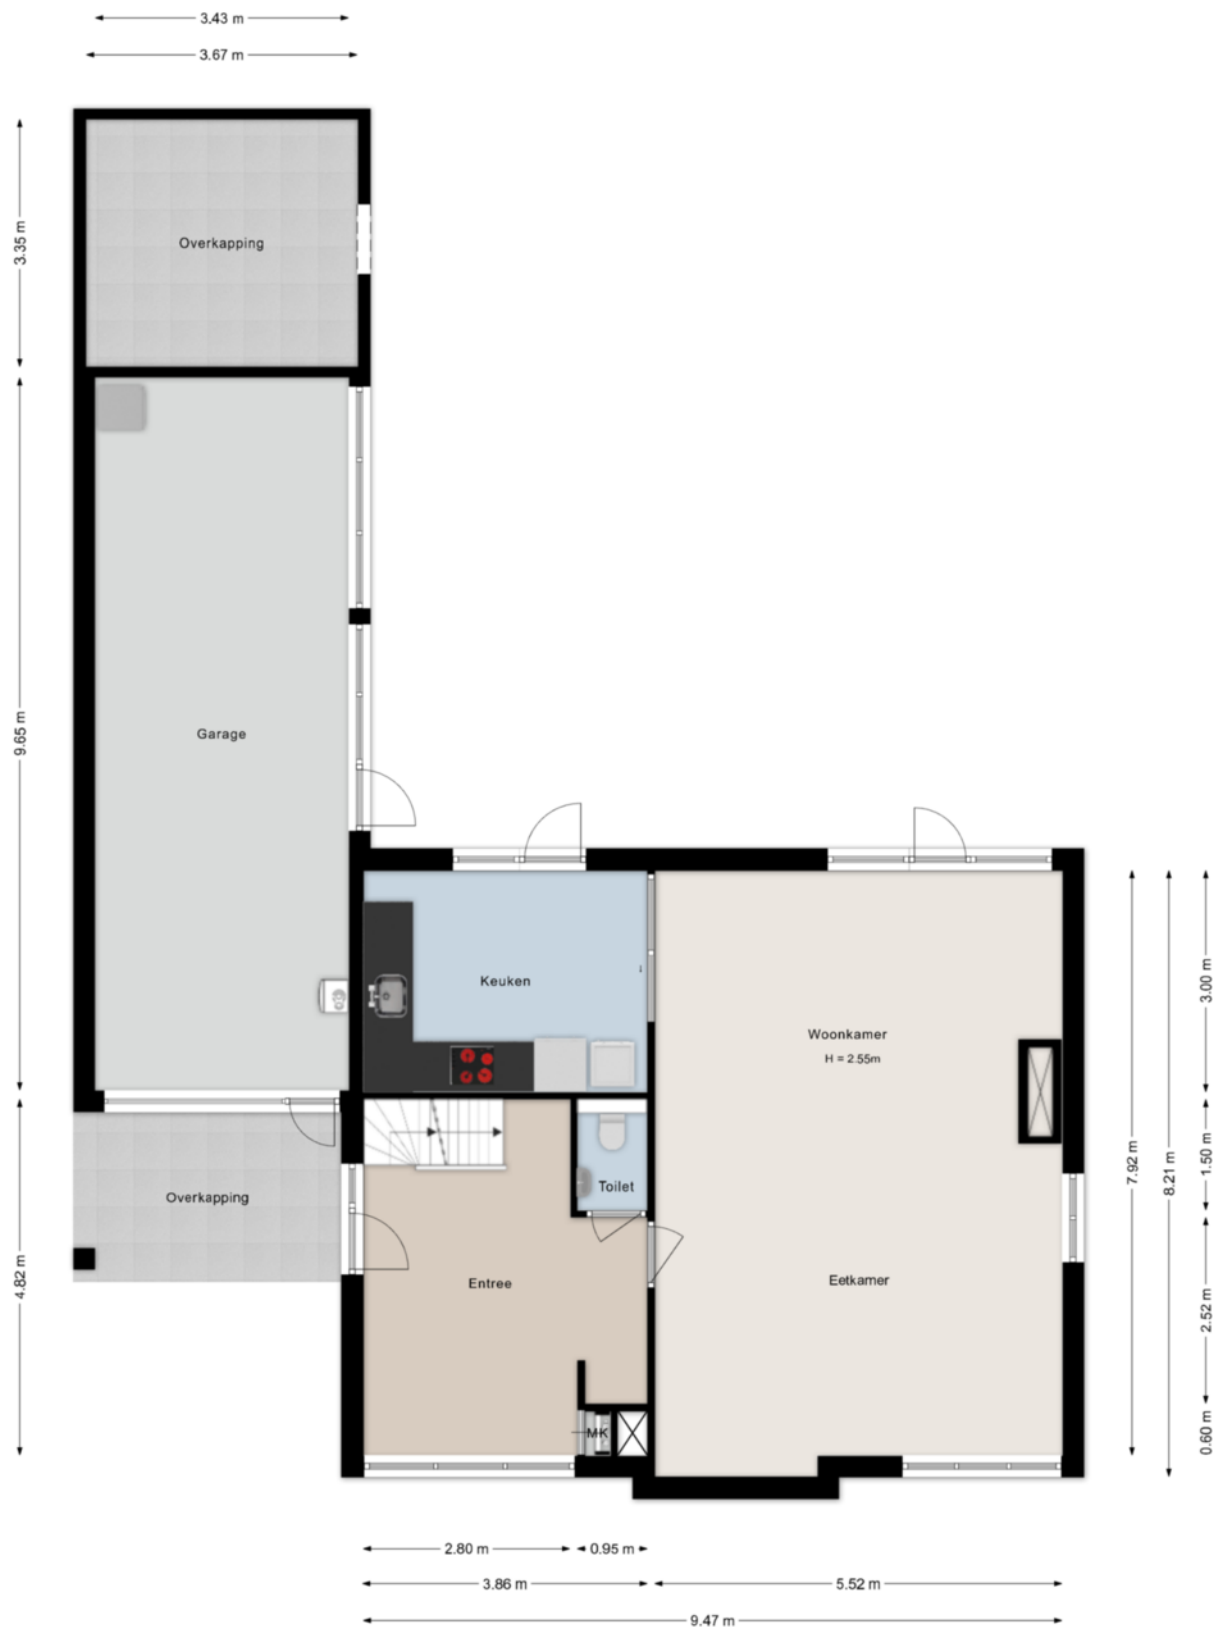 3.43 m
3.67 m
3.35 m
Overkapping
9.65 m
Garage
Keuken
Woonkamer
H = 2.55m
3.00 m
1.50 m
7.92 m
8.21 m
Toilet
Overkapping
4.82 m
Entree
Eetkamer
2.52 m
0.60 m
MK
2.80 m
0.95 m
3.86 m
5.52 m
9.47 m